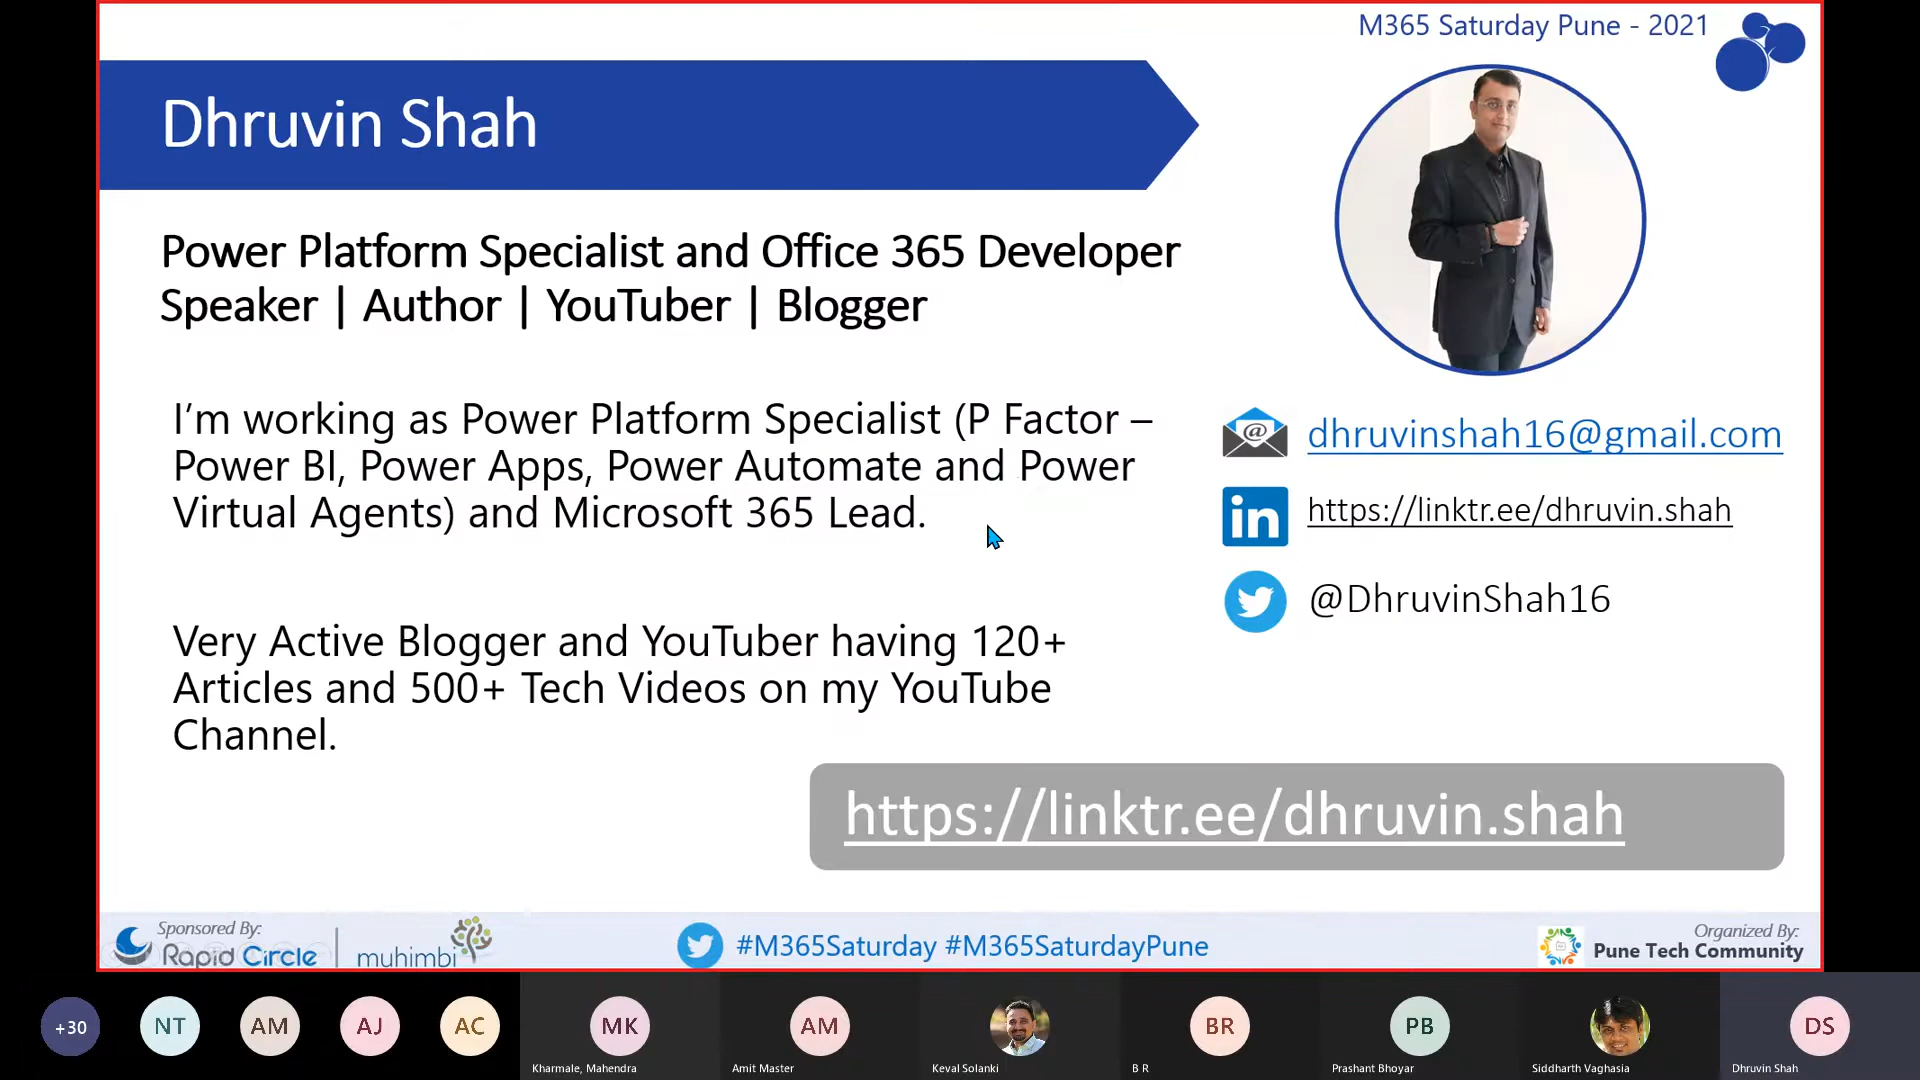 M365 Saturday Pune - 2021
Dhruvin Shah
Power Platform Specialist and Office 365 Developer
Speaker | Author | YouTuber | Blogger
I’m working as Power Platform Specialist (P Factor –
Power BI, Power Apps, Power Automate and Power
Virtual Agents) and Microsoft 365 Lead.
Very Active Blogger and YouTuber having 120+
Articles and 500+ Tech Videos on my YouTube
Channel.
@
dhruvinshah16@gmail.com
in
https://linktr.ee/dhruvin.shah
@DhruvinShah16
https://linktr.ee/dhruvin.shah
Sponsored By:
Rapid Circle
muhimbi
#M365Saturday #M365SaturdayPune
Organized By:
Pune Tech Community
+30
NT
AM
AJ
AC
MK
Kharmale, Mahendra
AM
Amit Master
Keval Solanki
BR
B R
PB
Prashant Bhoyar
Siddharth Vaghasia
DS
Dhruvin Shah